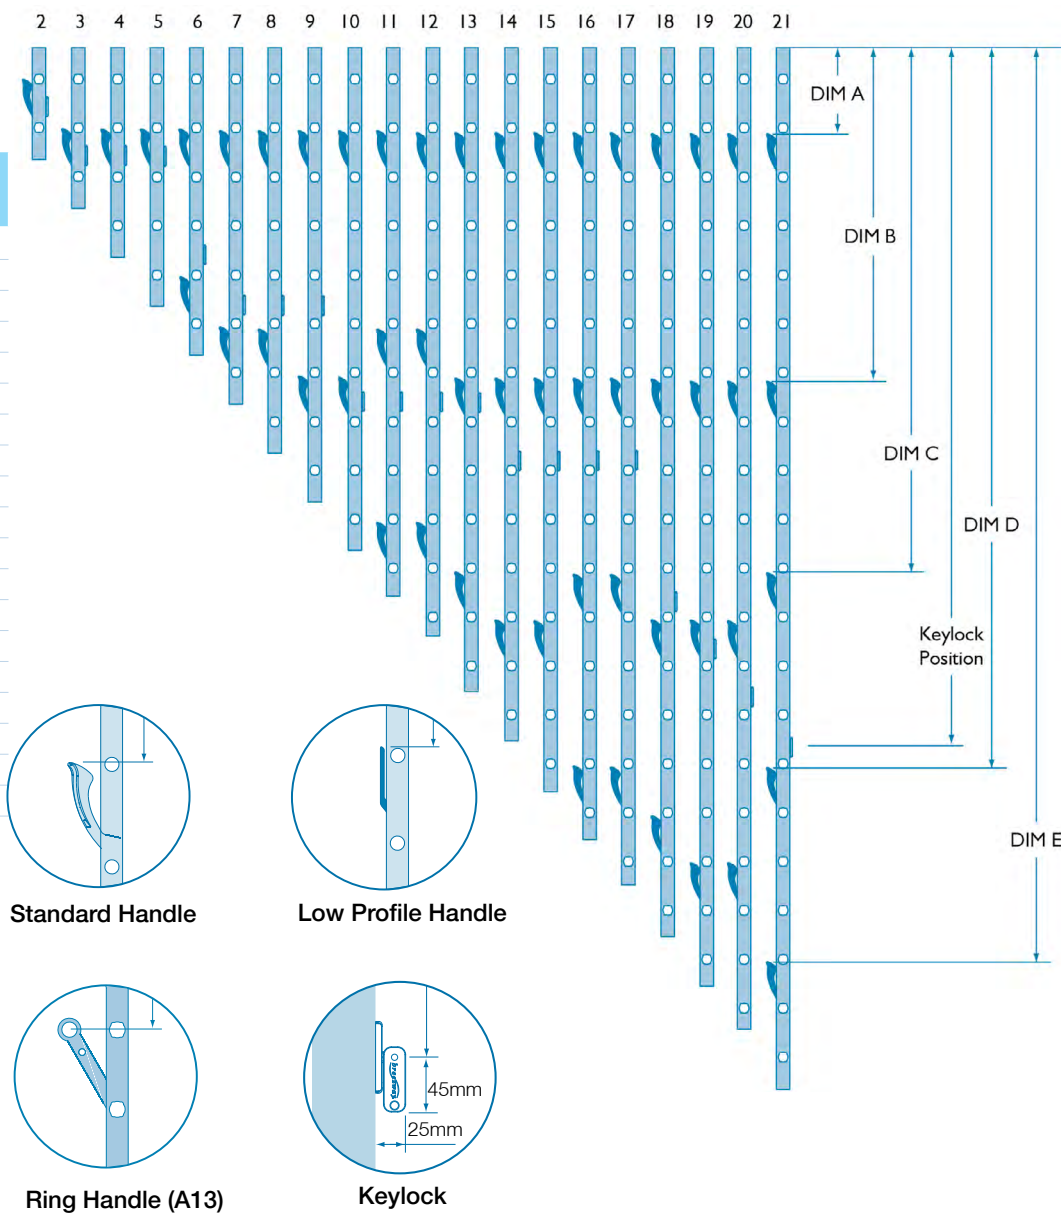 2 3 4 5 6 7 8 9 10 11 12 13 14 15 16 17 18 19 20 21
DIM A
DIM B
DIM C
DIM D
Keylock
Position
DIM E
Standard Handle
Low Profile Handle
45mm
25mm
Ring Handle (A13)
Keylock